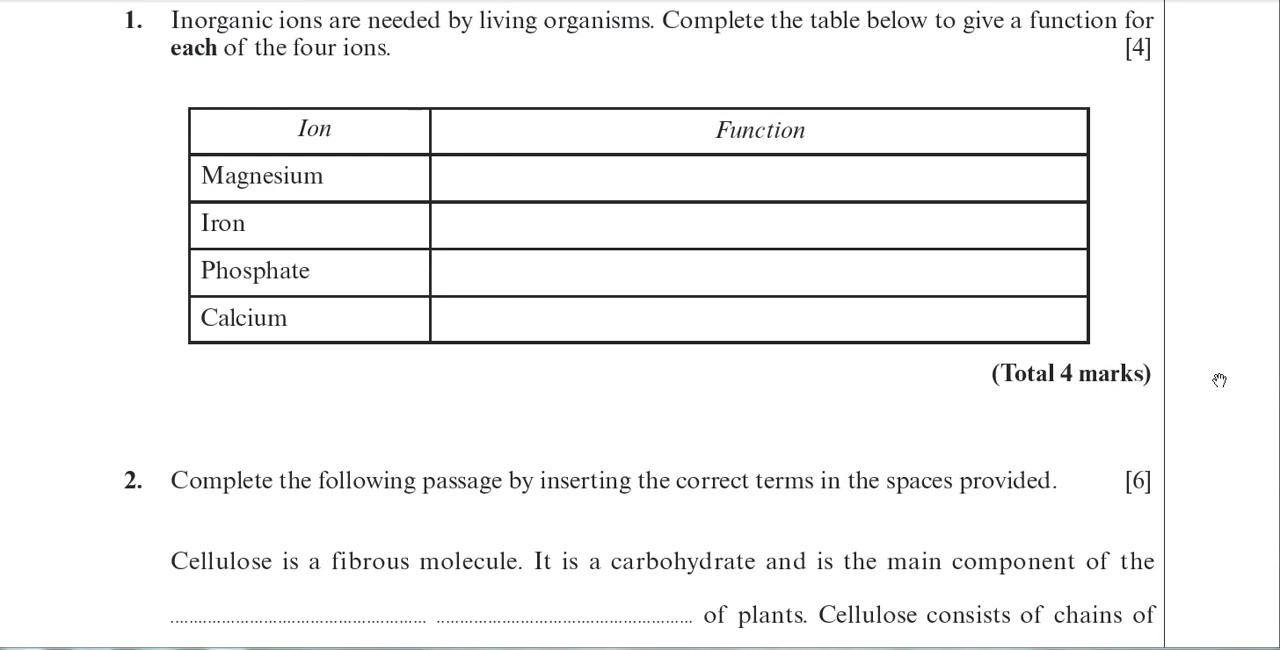 1. Inorganic ions are needed by living organisms. Complete the table below to give a function for
each of the four ions. [4]
Ion Function
Magnesium
Iron
Phosphate
Calcium
(Total 4 marks)
2. Complete the following passage by inserting the correct terms in the spaces provided. [6]
Cellulose is a fibrous molecule. It is a carbohydrate and is the main component of the
........................................................ ........................................................ of plants. Cellulose consists of chains of